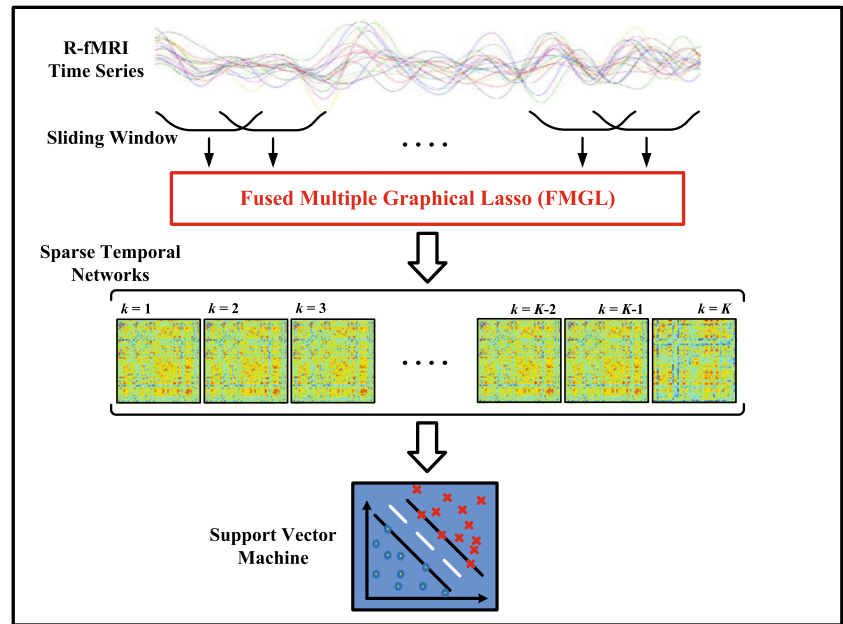 R-fMRI
Time Series
Sliding Window
. . . .
Fused Multiple Graphical Lasso (FMGL)
Sparse Temporal
Networks
k = 1 k = 2 k = 3 k = K-2 k = K-1 k = K
. . . .
Support Vector
Machine